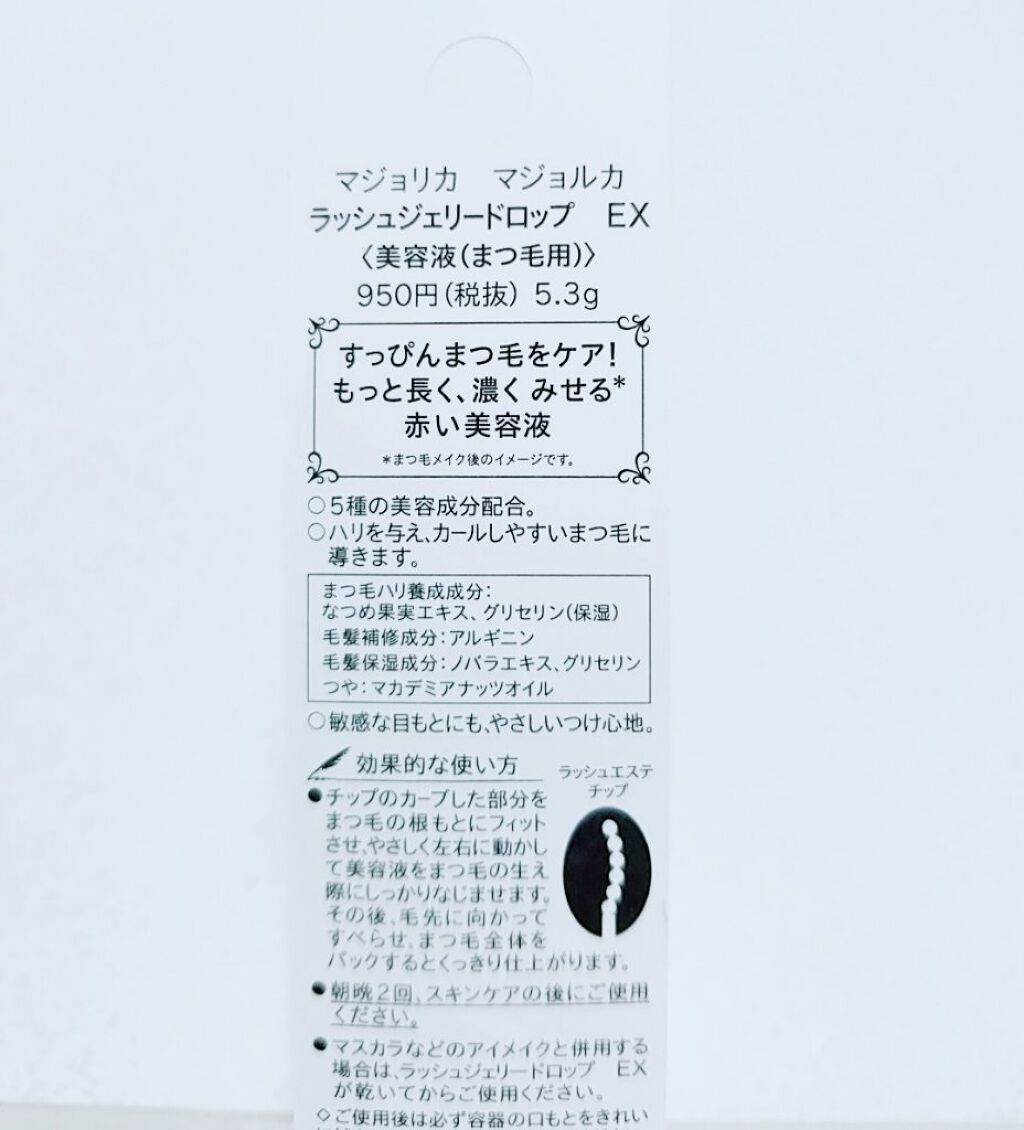 マジョリカ　マジョルカ
ラッシュジェリードロップ　EX
〈美容液(まつ毛用)〉
950円(税抜) 5.3g
すっぴんまつ毛をケア!
もっと長く、濃く みせる*
赤い美容液
*まつ毛メイク後のイメージです。
○5種の美容成分配合。
○ハリを与え、カールしやすいまつ毛に
導きます。
まつ毛ハリ養成成分:
なつめ果実エキス、グリセリン(保湿)
毛髪補修成分:アルギニン
毛髪保湿成分:ノバラエキス、グリセリン
つや:マカデミアナッツオイル
○敏感な目もとにも、やさしいつけ心地。
効果的な使い方
ラッシュエステ
チップ
●チップのカーブした部分を
まつ毛の根もとにフィット
させ、やさしく左右に動かし
て美容液をまつ毛の生え
際にしっかりなじませます。
その後、毛先に向かって
すべらせ、まつ毛全体を
パックするとくっきり仕上がります。
●朝晩2回、スキンケアの後にご使用
ください。
●マスカラなどのアイメイクと併用する
場合は、ラッシュジェリードロップ　EX
が乾いてからご使用ください。
◇ご使用後は必ず容器の口もとをきれい